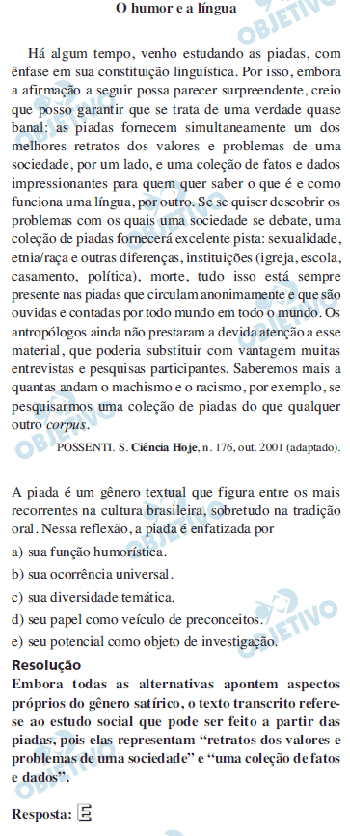 O humor e a língua
Há algum tempo, venho estudando as piadas, com
ênfase em sua constituição linguística. Por isso, embora
a afirmação a seguir possa parecer surpreendente, creio
que posso garantir que se trata de uma verdade quase
banal: as piadas fornecem simultaneamente um dos
melhores retratos dos valores e problemas de uma
sociedade, por um lado, e uma coleção de fatos e dados
impressionantes para quem quer saber o que é e como
funciona uma língua, por outro. Se se quiser descobrir os
problemas com os quais uma sociedade se debate, uma
coleção de piadas fornecerá excelente pista: sexualidade,
etnia/raça e outras diferenças, instituições (igreja, escola,
casamento, política), morte, tudo isso está sempre
presente nas piadas que circulam anonimamente e que são
ouvidas e contadas por todo mundo em todo o mundo. Os
antropólogos ainda não prestaram a devida atenção a esse
material, que poderia substituir com vantagem muitas
entrevistas e pesquisas participantes. Saberemos mais a
quantas andam o machismo e o racismo, por exemplo, se
pesquisarmos uma coleção de piadas do que qualquer
outro corpus.
POSSENTI. S. Ciência Hoje, n. 176, out. 2001 (adaptado).
A piada é um gênero textual que figura entre os mais
recorrentes na cultura brasileira, sobretudo na tradição
oral. Nessa reflexão, a piada é enfatizada por
a) sua função humorística.
b) sua ocorrência universal.
c) sua diversidade temática.
d) seu papel como veículo de preconceitos.
e) seu potencial como objeto de investigação.
Resolução
Embora todas as alternativas apontem aspectos
próprios do gênero satírico, o texto transcrito refere-
se ao estudo social que pode ser feito a partir das
piadas, pois elas representam “retratos dos valores e
problemas de uma sociedade” e “uma coleção de fatos
e dados”.
Resposta: E
OBJETIVO
OBJETIVO
OBJETIVO
OBJETIVO
OBJETIVO
OBJETIVO
OBJETIVO
OBJETIVO
OBJETIVO